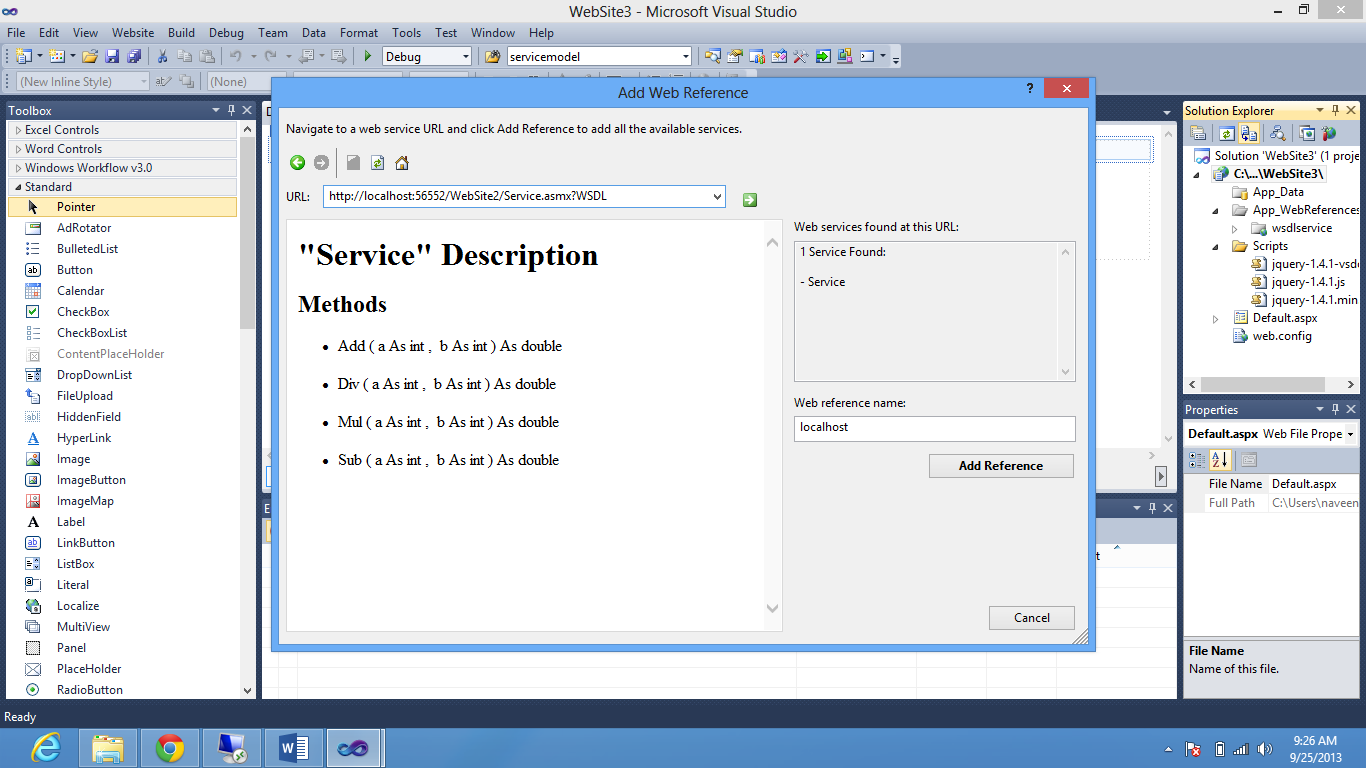 WebSite3 - Microsoft Visual Studio
File Edit View Website Build Debug Team Data Format Tools Test Window Help
Debug servicemodel
(New Inline Style) (None)
Toolbox
Excel Controls
Word Controls
Windows Workflow v3.0
Standard
Pointer
AdRotator
BulletedList
Button
Calendar
CheckBox
CheckBoxList
ContentPlaceHolder
DropDownList
FileUpload
HiddenField
HyperLink
Image
ImageButton
ImageMap
Label
LinkButton
ListBox
Literal
Localize
MultiView
Panel
PlaceHolder
RadioButton
Add Web Reference
Navigate to a web service URL and click Add Reference to add all the available services.
URL: http://localhost:56552/WebSite2/Service.asmx?WSDL
"Service" Description
Methods
• Add ( a As int , b As int ) As double
• Div ( a As int , b As int ) As double
• Mul ( a As int , b As int ) As double
• Sub ( a As int , b As int ) As double
Web services found at this URL:
1 Service Found:
- Service
Web reference name:
localhost
Add Reference
Cancel
Solution Explorer
Solution 'WebSite3' (1 proje
C:\...\WebSite3\
App_Data
App_WebReferences
wsdlservice
Scripts
jquery-1.4.1-vsd
jquery-1.4.1.js
jquery-1.4.1.min
Default.aspx
web.config
Properties
Default.aspx Web File Prope
File Name Default.aspx
Full Path C:\Users\naveen
File Name
Name of this file.
Ready
9:26 AM
9/25/2013